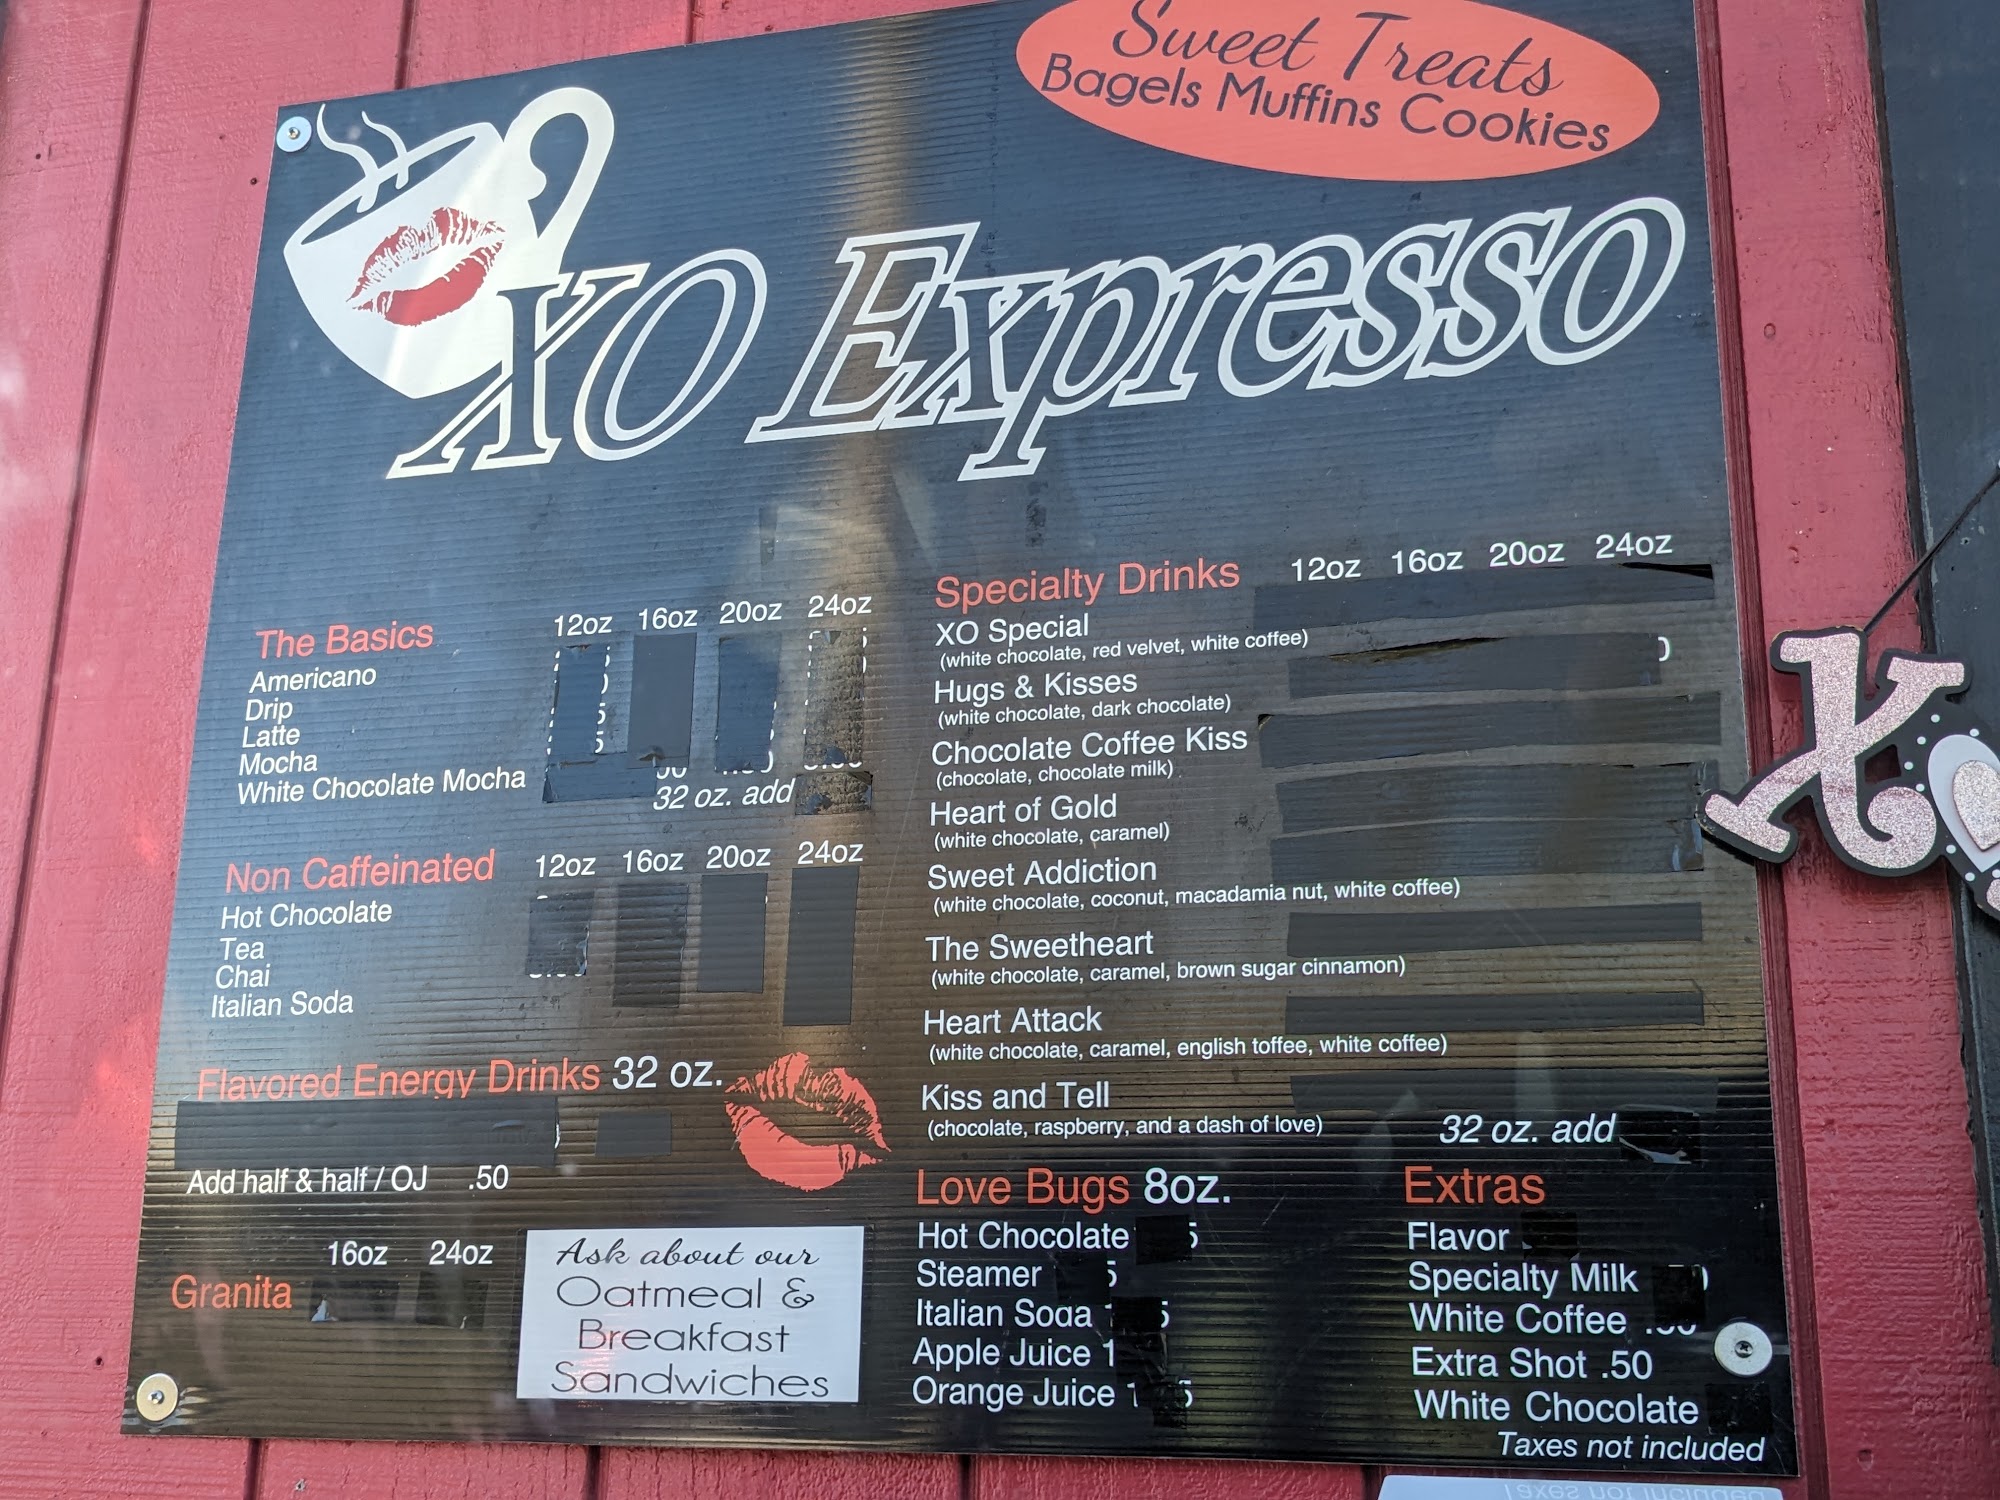 Sweet Treats
Bagels Muffins Cookies
XO Expresso
The Basics 12oz 16oz 20oz 24oz
Americano
Drip
Latte
Mocha
White Chocolate Mocha
32 oz. add
Non Caffeinated 12oz 16oz 20oz 24oz
Hot Chocolate
Tea
Chai
Italian Soda
Flavored Energy Drinks 32 oz.
Add half & half / OJ .50
16oz 24oz
Granita
Ask about our
Oatmeal &
Breakfast
Sandwiches
Specialty Drinks 12oz 16oz 20oz 24oz
XO Special
(white chocolate, red velvet, white coffee)
Hugs & Kisses
(white chocolate, dark chocolate)
Chocolate Coffee Kiss
(chocolate, chocolate milk)
Heart of Gold
(white chocolate, caramel)
Sweet Addiction
(white chocolate, coconut, macadamia nut, white coffee)
The Sweetheart
(white chocolate, caramel, brown sugar cinnamon)
Heart Attack
(white chocolate, caramel, english toffee, white coffee)
Kiss and Tell
(chocolate, raspberry, and a dash of love)
32 oz. add
Love Bugs 8oz.
Hot Chocolate
Steamer
Italian Soda
Apple Juice
Orange Juice
Extras
Flavor
Specialty Milk
White Coffee
Extra Shot .50
White Chocolate
Taxes not included
X